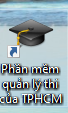 Phần mềm
quản lý thi
của TPHCM